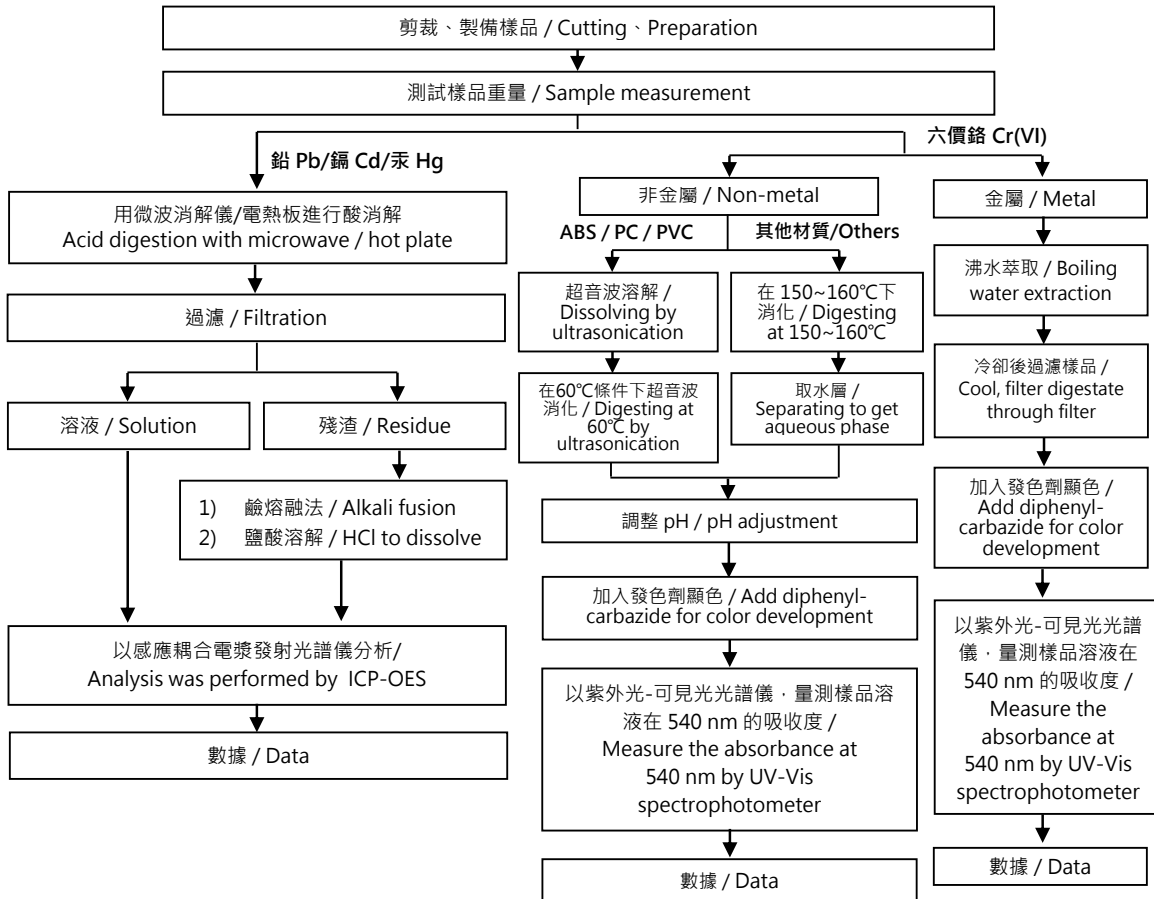 剪裁、製備樣品 / Cutting、Preparation
測試樣品重量 / Sample measurement
鉛 Pb/鎘 Cd/汞 Hg
用微波消解儀/電熱板進行酸消解
Acid digestion with microwave / hot plate
過濾 / Filtration
溶液 / Solution
殘渣 / Residue
1) 鹼熔融法 / Alkali fusion
2) 鹽酸溶解 / HCl to dissolve
以感應耦合電漿發射光譜儀分析/
Analysis was performed by ICP-OES
數據 / Data
六價鉻 Cr(VI)
非金屬 / Non-metal
ABS / PC / PVC
超音波溶解 /
Dissolving by
ultrasonication
在60℃條件下超音波
消化 / Digesting at
60℃ by
ultrasonication
其他材質/Others
在 150~160℃下
消化 / Digesting
at 150~160℃
取水層 /
Separating to get
aqueous phase
調整 pH / pH adjustment
加入發色劑顯色 / Add diphenyl-
carbazide for color development
以紫外光-可見光光譜儀，量測樣品溶
液在 540 nm 的吸收度 /
Measure the absorbance at
540 nm by UV-Vis
spectrophotometer
數據 / Data
金屬 / Metal
沸水萃取 / Boiling
water extraction
冷卻後過濾樣品 /
Cool, filter digestate
through filter
加入發色劑顯色 /
Add diphenyl-
carbazide for color
development
以紫外光-可見光光譜
儀，量測樣品溶液在
540 nm 的吸收度 /
Measure the
absorbance at
540 nm by UV-Vis
spectrophotometer
數據 / Data